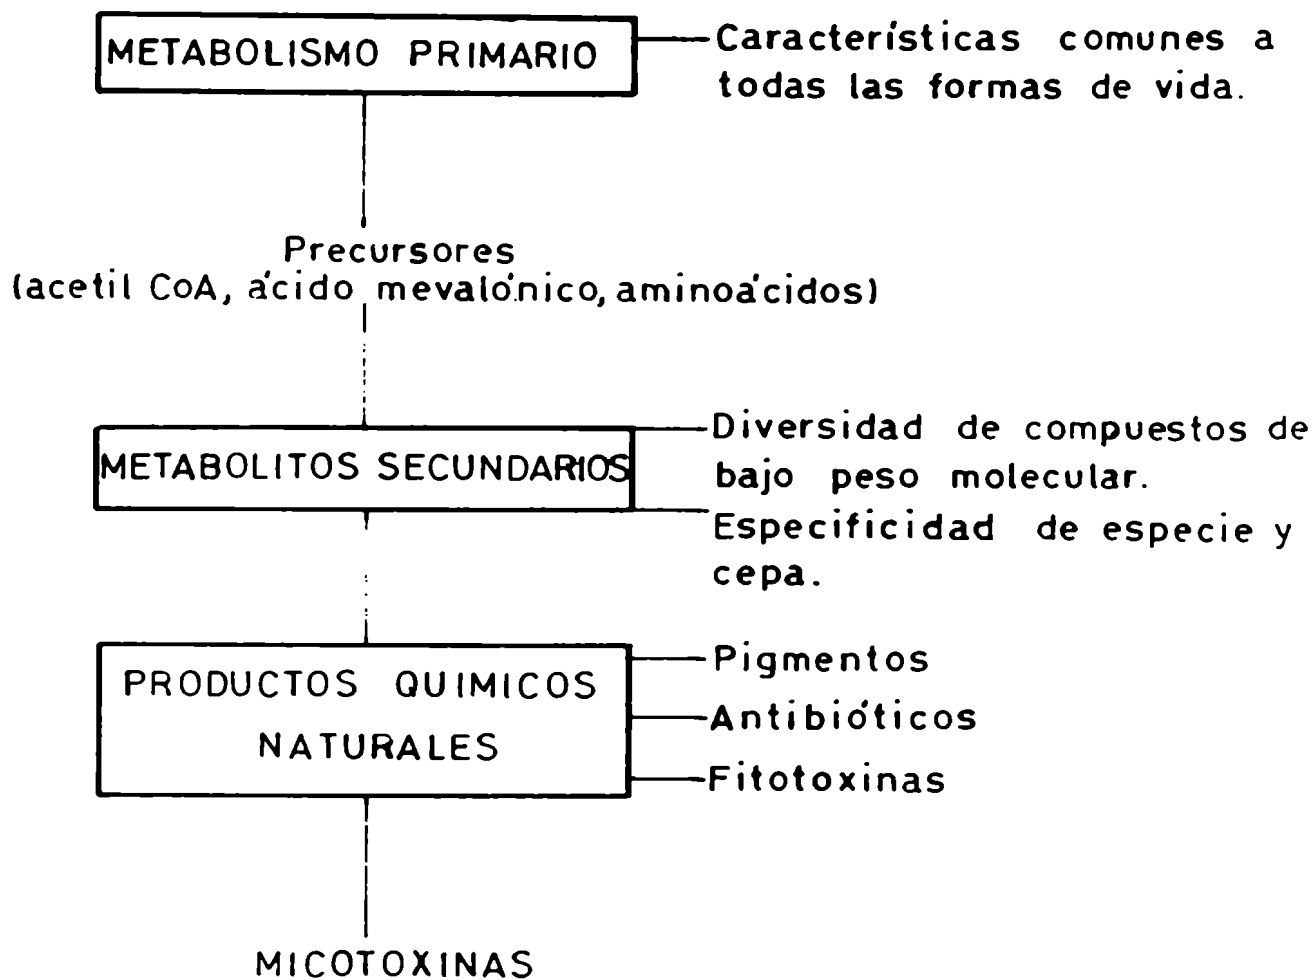 METABOLISMO PRIMARIO
Características comunes a
todas las formas de vida.
Precursores
(acetil CoA, ácido mevalónico, aminoácidos)
METABOLITOS SECUNDARIOS
Diversidad de compuestos de
bajo peso molecular.
Especificidad de especie y
cepa.
PRODUCTOS QUIMICOS
NATURALES
Pigmentos
Antibióticos
Fitotoxinas
MICOTOXINAS